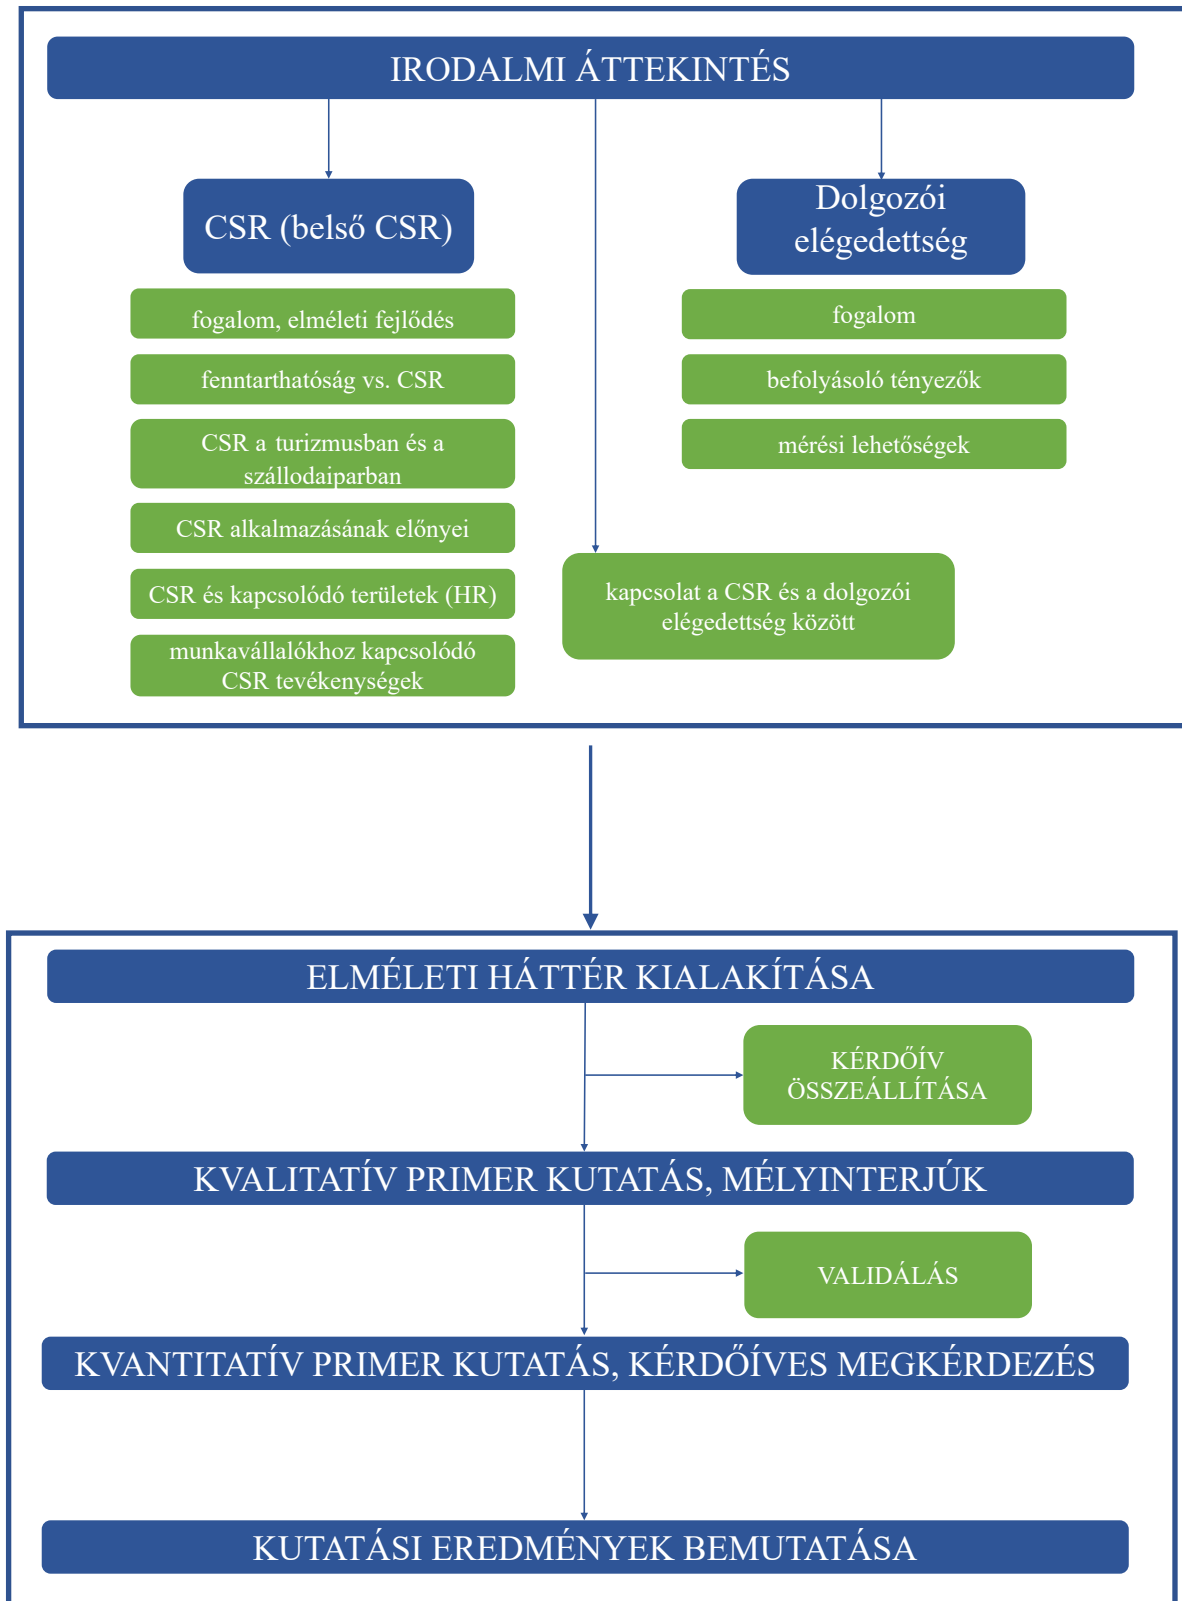 IRODALMI ÁTTEKINTÉS
CSR (belső CSR)
fogalom, elméleti fejlődés
fenntarthatóság vs. CSR
CSR a turizmusban és a
szállodaiparban
CSR alkalmazásának előnyei
CSR és kapcsolódó területek (HR)
munkavállalókhoz kapcsolódó
CSR tevékenységek
Dolgozói
elégedettség
fogalom
befolyásoló tényezők
mérési lehetőségek
kapcsolat a CSR és a dolgozói
elégedettség között
ELMÉLETI HÁTTÉR KIALAKÍTÁSA
KÉRDŐÍV
ÖSSZEÁLLÍTÁSA
KVALITATÍV PRIMER KUTATÁS, MÉLYINTERJÚK
VALIDÁLÁS
KVANTITATÍV PRIMER KUTATÁS, KÉRDŐÍVES MEGKÉRDEZÉS
KUTATÁSI EREDMÉNYEK BEMUTATÁSA